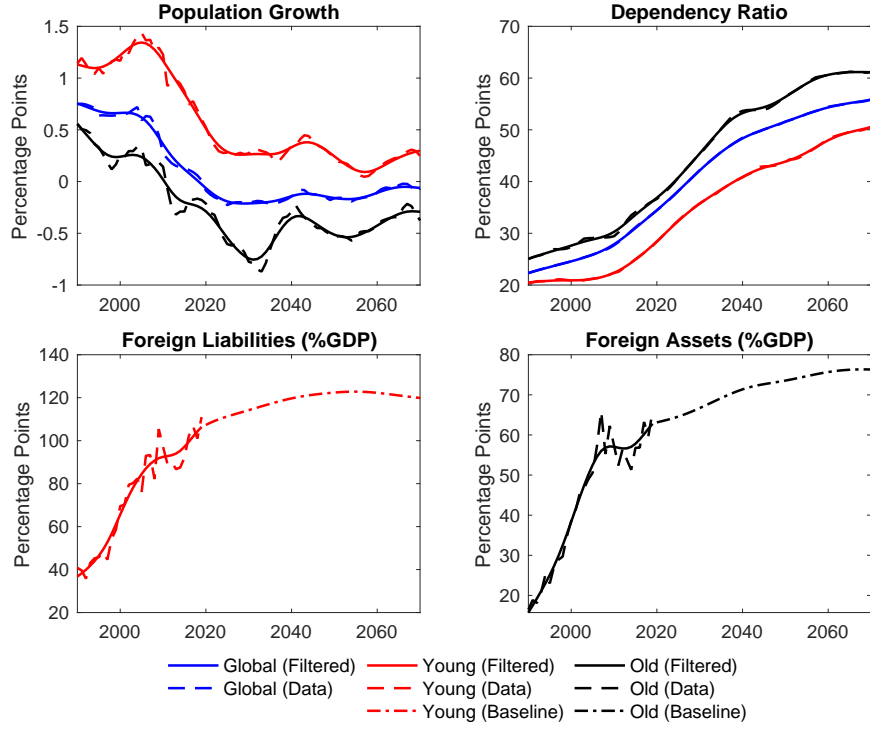 Population Growth
Dependency Ratio
Percentage Points
1.5
1
0.5
0
-0.5
-1
2000 2020 2040 2060
Percentage Points
70
60
50
40
30
20
2000 2020 2040 2060
Foreign Liabilities (%GDP)
Foreign Assets (%GDP)
Percentage Points
140
120
100
80
60
40
20
2000 2020 2040 2060
Percentage Points
80
70
60
50
40
30
20
2000 2020 2040 2060
Global (Filtered) Young (Filtered) Old (Filtered)
Global (Data) Young (Data) Old (Data)
Young (Baseline) Old (Baseline)